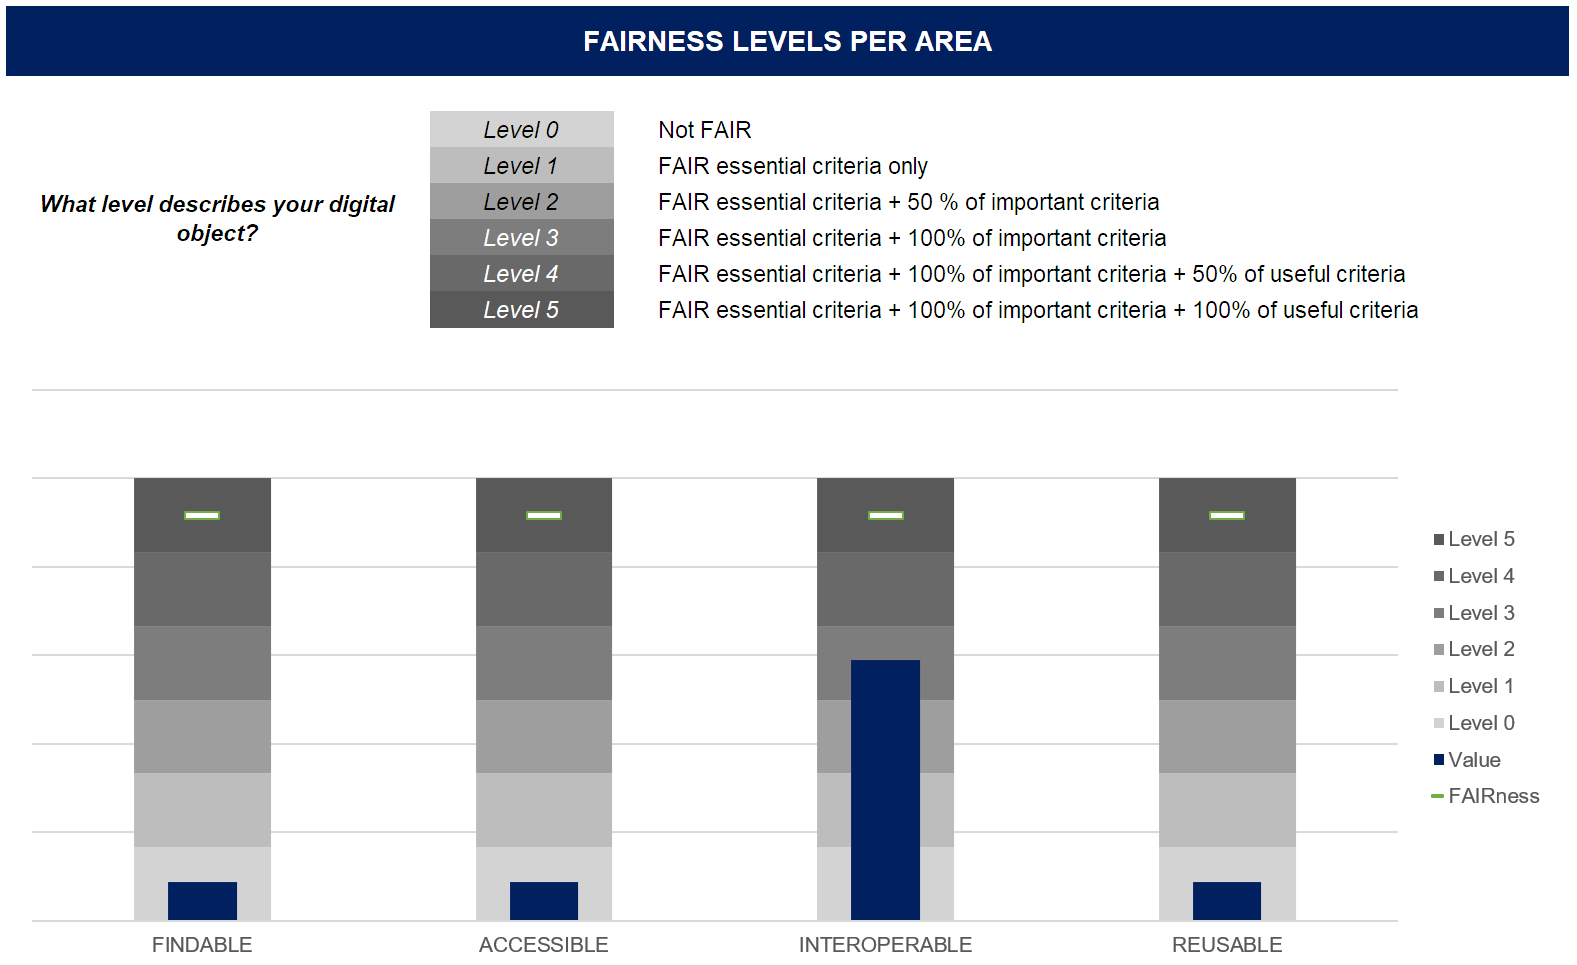 FAIRNESS LEVELS PER AREA
What level describes your digital
object?
Level 0 Not FAIR
Level 1 FAIR essential criteria only
Level 2 FAIR essential criteria + 50 % of important criteria
Level 3 FAIR essential criteria + 100% of important criteria
Level 4 FAIR essential criteria + 100% of important criteria + 50% of useful criteria
Level 5 FAIR essential criteria + 100% of important criteria + 100% of useful criteria
Level 5
Level 4
Level 3
Level 2
Level 1
Level 0
Value
FAIRness
FINDABLE ACCESSIBLE INTEROPERABLE REUSABLE